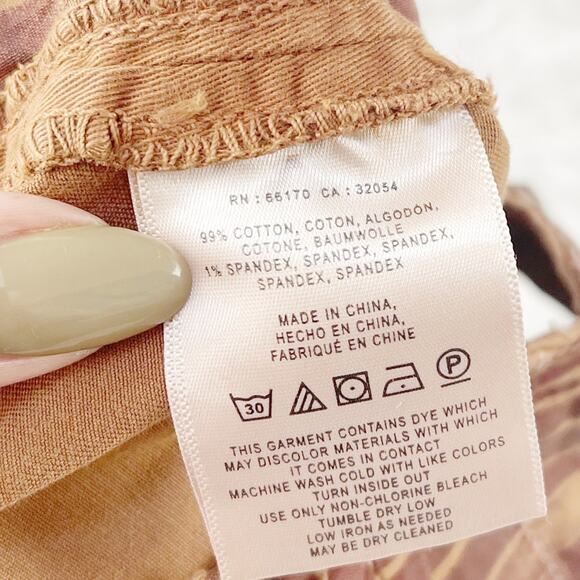 RN : 66170 CA : 32054
99% COTTON, COTON, ALGODÓN,
COTONE, BAUMWOLLE
1% SPANDEX, SPANDEX, SPANDEX,
SPANDEX, SPANDEX
MADE IN CHINA,
HECHO EN CHINA,
FABRIQUÉ EN CHINE
30 P
THIS GARMENT CONTAINS DYE WHICH
MAY DISCOLOR MATERIALS WITH WHICH
IT COMES IN CONTACT
MACHINE WASH COLD WITH LIKE COLORS
TURN INSIDE OUT
USE ONLY NON-CHLORINE BLEACH
TUMBLE DRY LOW
LOW IRON AS NEEDED
MAY BE DRY CLEANED